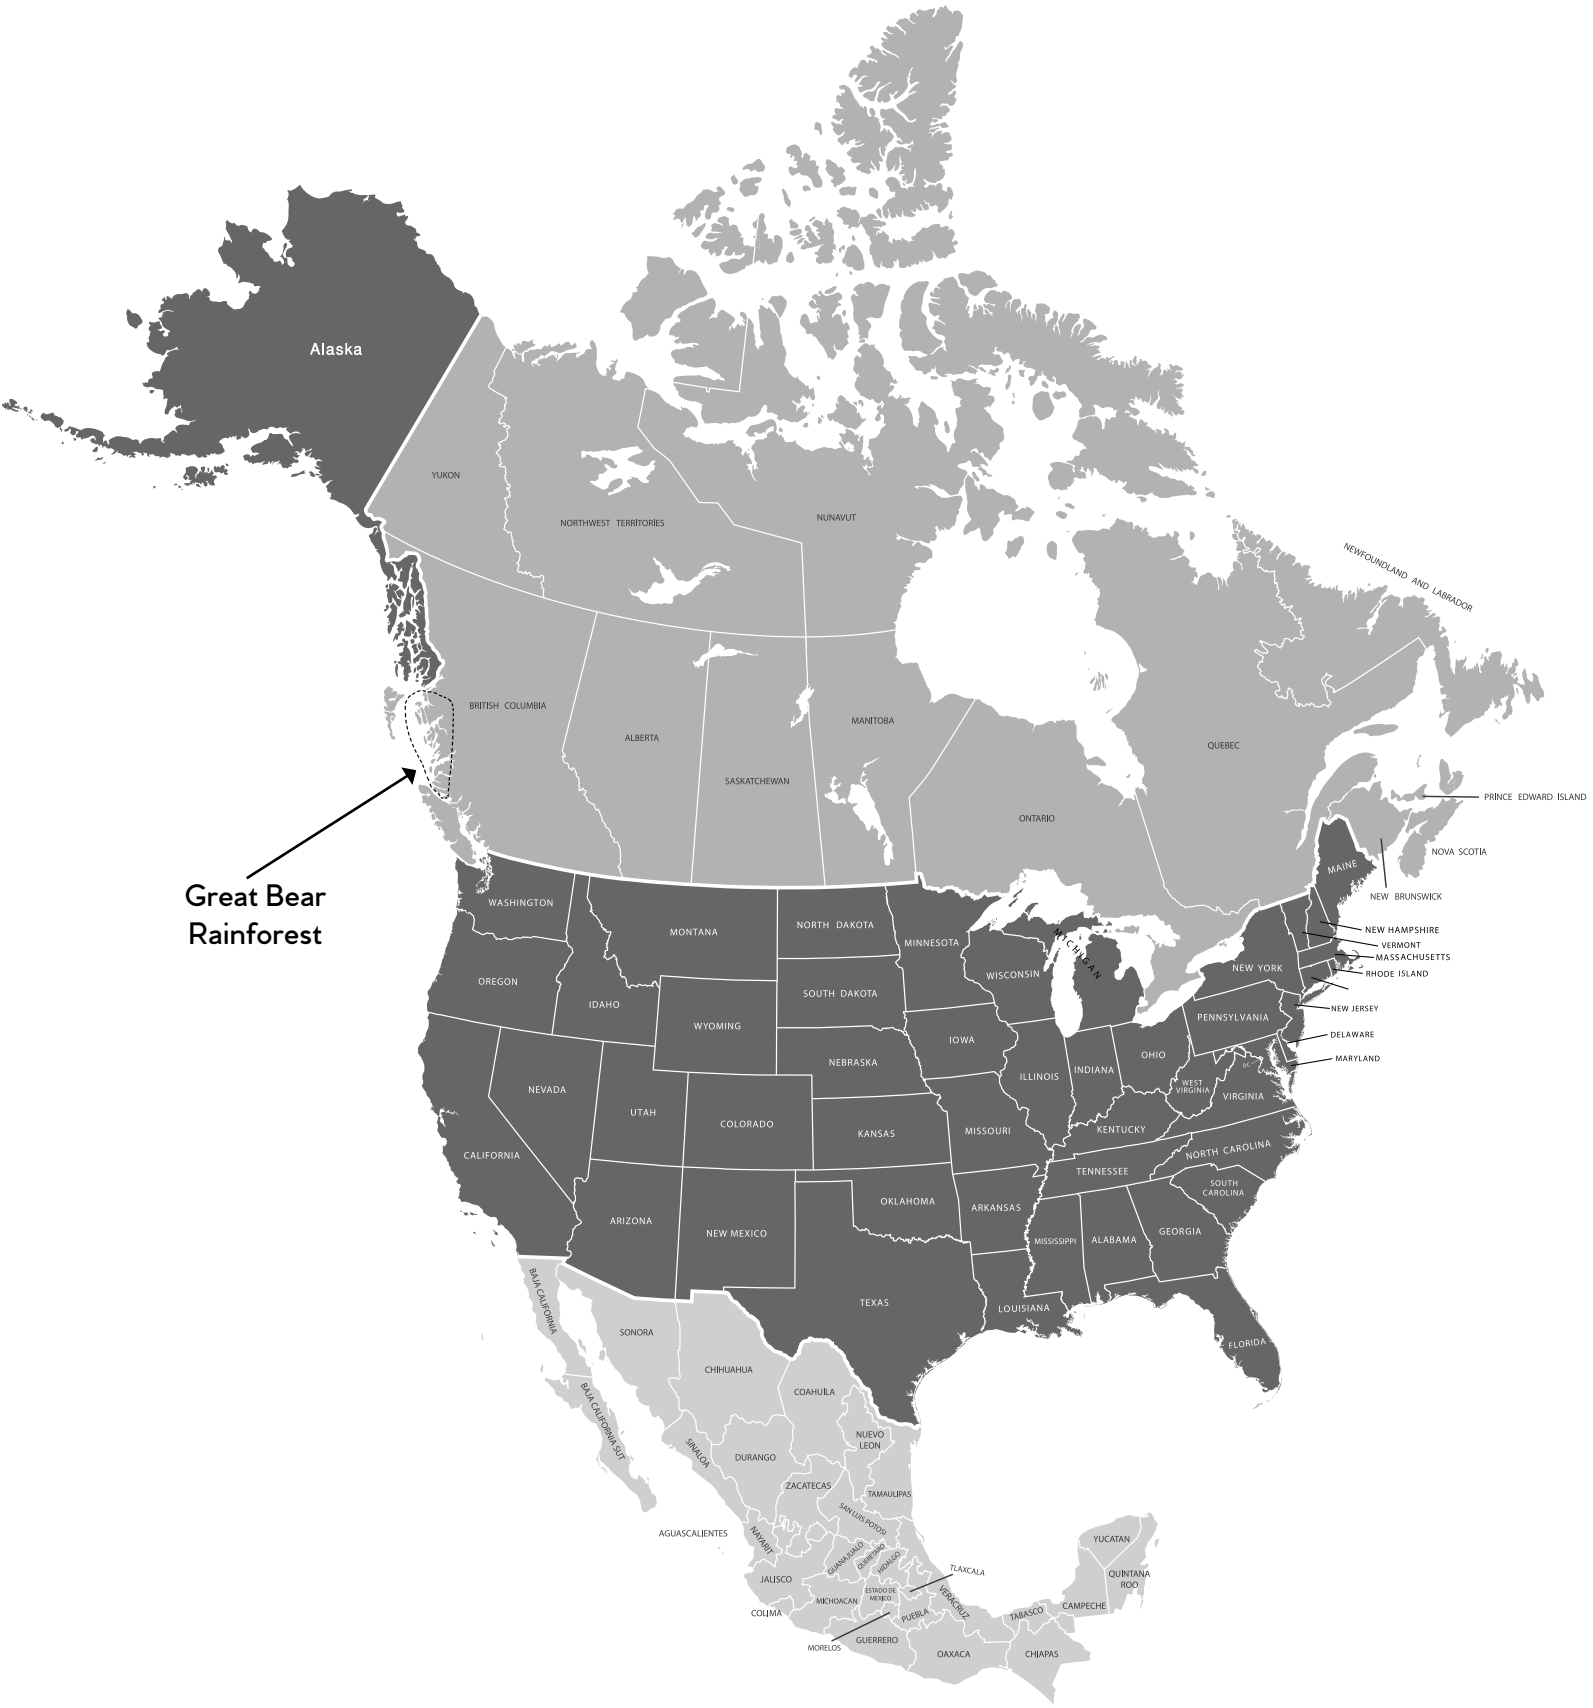 Alaska
YUKON
NORTHWEST TERRITORIES
NUNAVUT
NEWFOUNDLAND AND LABRADOR
BRITISH COLUMBIA
ALBERTA
SASKATCHEWAN
MANITOBA
ONTARIO
QUEBEC
PRINCE EDWARD ISLAND
NOVA SCOTIA
NEW BRUNSWICK
Great Bear
Rainforest
MAINE
NEW HAMPSHIRE
VERMONT
MASSACHUSETTS
RHODE ISLAND
NEW JERSEY
DELAWARE
MARYLAND
WASHINGTON
MONTANA
NORTH DAKOTA
MINNESOTA
MICHIGAN
WISCONSIN
NEW YORK
OREGON
IDAHO
SOUTH DAKOTA
WYOMING
PENNSYLVANIA
IOWA
NEBRASKA
ILLINOIS
INDIANA
OHIO
DC
WEST
VIRGINIA
VIRGINIA
NEVADA
UTAH
COLORADO
KANSAS
MISSOURI
KENTUCKY
CALIFORNIA
NORTH CAROLINA
TENNESSEE
SOUTH
CAROLINA
ARIZONA
NEW MEXICO
OKLAHOMA
ARKANSAS
MISSISSIPPI
ALABAMA
GEORGIA
TEXAS
LOUISIANA
FLORIDA
BAJA CALIFORNIA
SONORA
CHIHUAHUA
COAHUILA
BAJA CALIFORNIA SUT
SINALOA
DURANGO
NUEVO
LEON
ZACATECAS
TAMAULIPAS
SAN LUIS POTOSI
AGUASCALIENTES
NAYARIT
GUANAJUALO
QUERETARO
HIDALGO
TLAXCALA
YUCATAN
QUINTANA
ROO
JALISCO
MICHOACAN
ESTADO DE
MEXICO
VERACRUZ
CAMPECHE
COLIMA
PUEBLA
TABASCO
MORELOS
GUERRERO
OAXACA
CHIAPAS